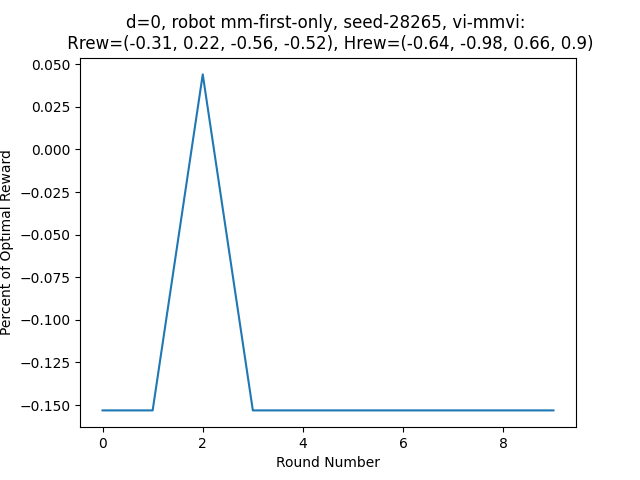 d=0, robot mm-first-only, seed-28265, vi-mmvi:
Rrew=(-0.31, 0.22, -0.56, -0.52), Hrew=(-0.64, -0.98, 0.66, 0.9)
0.050
0.025
0.000
−0.025
−0.050
−0.075
−0.100
−0.125
−0.150
Percent of Optimal Reward
0 2 4 6 8
Round Number